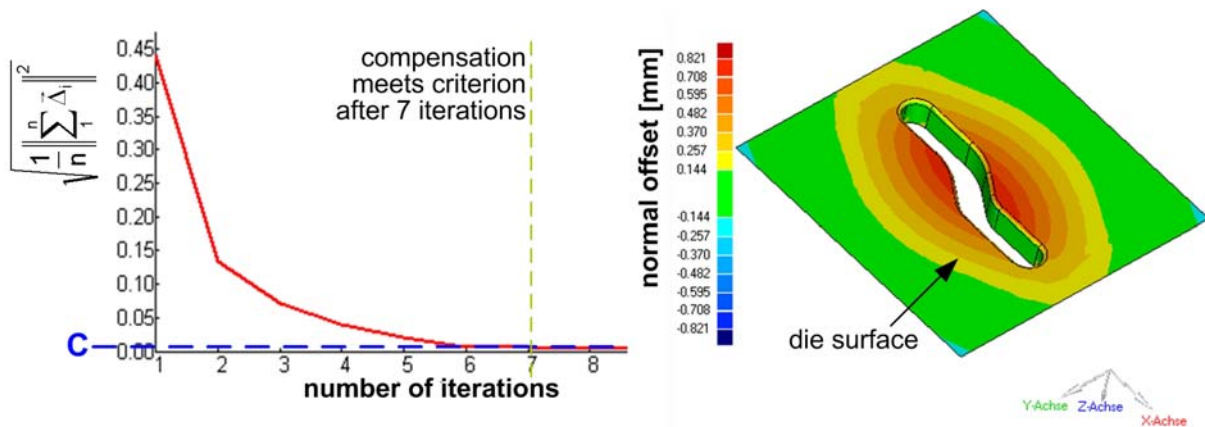 √ 1/n ‖ n ∑ 1 Δ⃗i ‖ 2
0.45
0.40
0.35
0.30
0.25
0.20
0.15
0.10
0.05
0.00
C
1 2 3 4 5 6 7 8
number of iterations
compensation
meets criterion
after 7 iterations
normal offset [mm]
0.821
0.708
0.595
0.482
0.370
0.257
0.144
-0.144
-0.257
-0.370
-0.482
-0.595
-0.708
-0.821
die surface
Y-Achse Z-Achse X-Achse